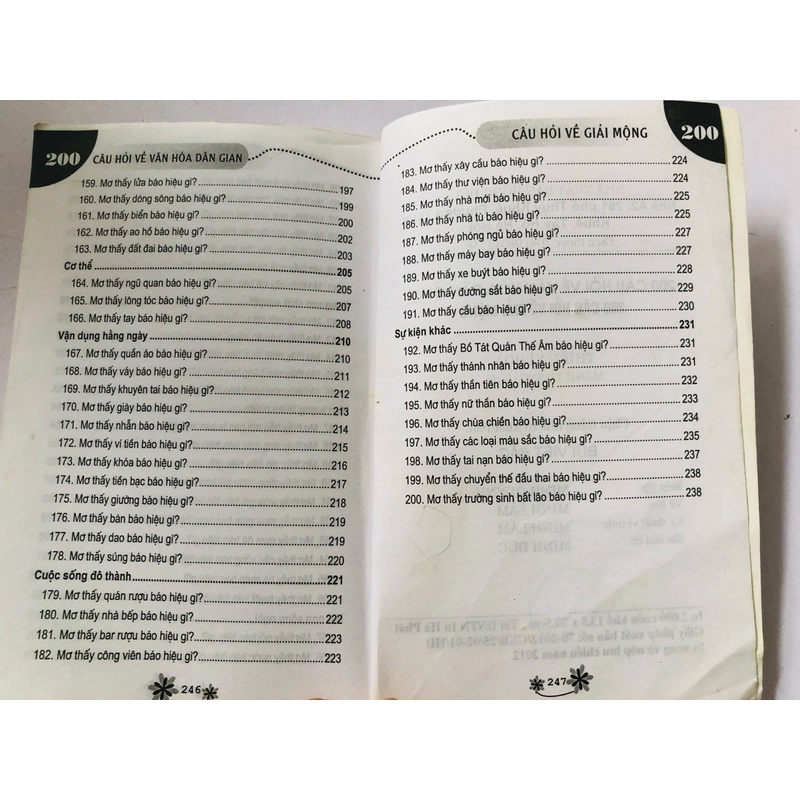 200 CÂU HỎI VỀ VĂN HÓA DÂN GIAN
159. Mơ thấy lửa báo hiệu gì? 197
160. Mơ thấy dòng sông báo hiệu gì? 199
161. Mơ thấy biển báo hiệu gì? 200
162. Mơ thấy ao hồ báo hiệu gì? 202
163. Mơ thấy đất đai báo hiệu gì? 203
Cơ thể 205
164. Mơ thấy ngũ quan báo hiệu gì? 205
165. Mơ thấy lông tóc báo hiệu gì? 207
166. Mơ thấy tay báo hiệu gì? 208
Vận dụng hằng ngày 210
167. Mơ thấy quần áo báo hiệu gì? 210
168. Mơ thấy váy báo hiệu gì? 211
169. Mơ thấy khuyên tai báo hiệu gì? 212
170. Mơ thấy giày báo hiệu gì? 213
171. Mơ thấy nhẫn báo hiệu gì? 214
172. Mơ thấy ví tiền báo hiệu gì? 215
173. Mơ thấy khóa báo hiệu gì? 216
174. Mơ thấy tiền bạc báo hiệu gì? 217
175. Mơ thấy giường báo hiệu gì? 218
176. Mơ thấy bàn báo hiệu gì? 219
177. Mơ thấy dao báo hiệu gì? 219
178. Mơ thấy súng báo hiệu gì? 220
Cuộc sống đô thành 221
179. Mơ thấy quán rượu báo hiệu gì? 221
180. Mơ thấy nhà bếp báo hiệu gì? 222
181. Mơ thấy bar rượu báo hiệu gì? 223
182. Mơ thấy công viên báo hiệu gì? 223
246
CÂU HỎI VỀ GIẢI MỘNG 200
183. Mơ thấy xây cầu báo hiệu gì? 224
184. Mơ thấy thư viện báo hiệu gì? 224
185. Mơ thấy nhà mới báo hiệu gì? 225
186. Mơ thấy nhà tù báo hiệu gì? 225
187. Mơ thấy phòng ngủ báo hiệu gì? 227
188. Mơ thấy máy bay báo hiệu gì? 227
189. Mơ thấy xe buýt báo hiệu gì? 228
190. Mơ thấy đường sắt báo hiệu gì? 229
191. Mơ thấy cầu báo hiệu gì? 230
Sự kiện khác 231
192. Mơ thấy Bồ Tát Quán Thế Âm báo hiệu gì? 231
193. Mơ thấy thánh nhân báo hiệu gì? 231
194. Mơ thấy thần tiên báo hiệu gì? 232
195. Mơ thấy nữ thần báo hiệu gì? 233
196. Mơ thấy chùa chiền báo hiệu gì? 234
197. Mơ thấy các loại màu sắc báo hiệu gì? 235
198. Mơ thấy tai nạn báo hiệu gì? 237
199. Mơ thấy chuyển thế đầu thai báo hiệu gì? 238
200. Mơ thấy trường sinh bất lão báo hiệu gì? 238
247